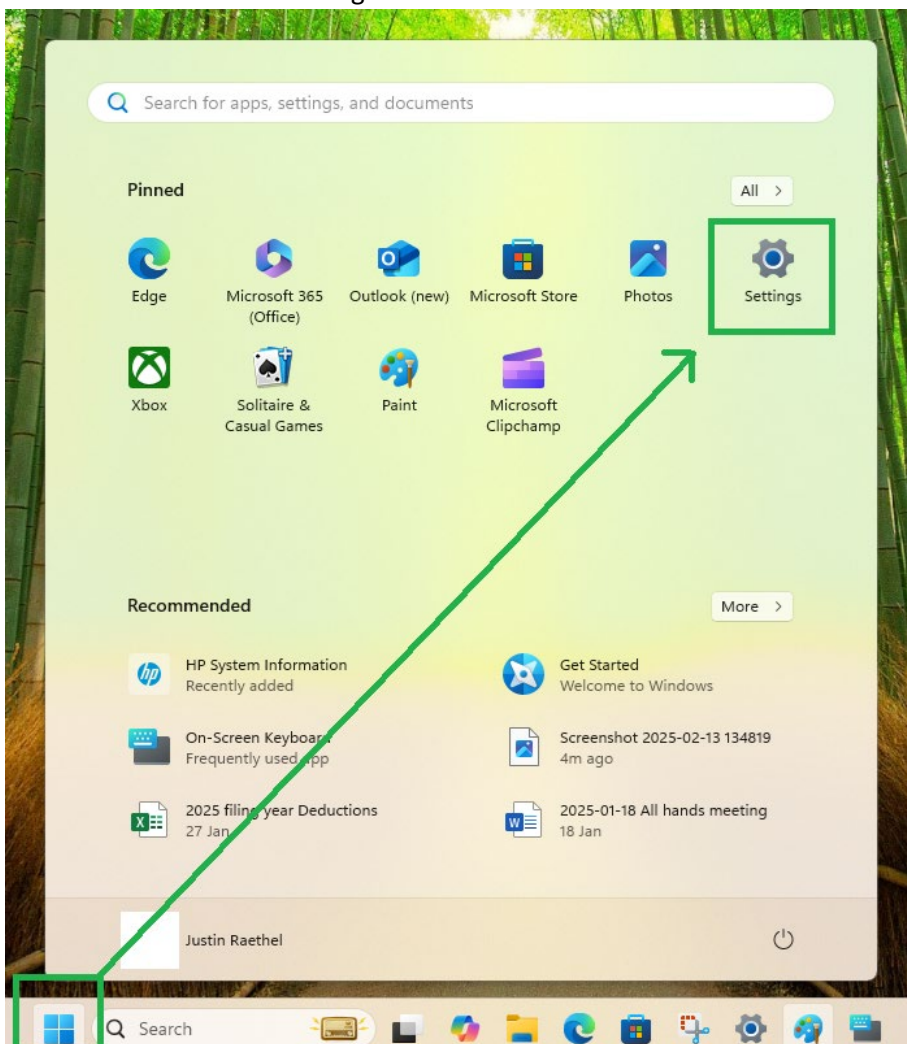 Search for apps, settings, and documents
Pinned
All >
Edge
Microsoft 365
(Office)
Outlook (new)
Microsoft Store
Photos
Settings
Xbox
Solitaire &
Casual Games
Paint
Microsoft
Clipchamp
Recommended
More >
HP System Information
Recently added
Get Started
Welcome to Windows
On-Screen Keyboard
Frequently used app
Screenshot 2025-02-13 134819
4m ago
2025 filing year Deductions
27 Jan
2025-01-18 All hands meeting
18 Jan
Justin Raethel
Search